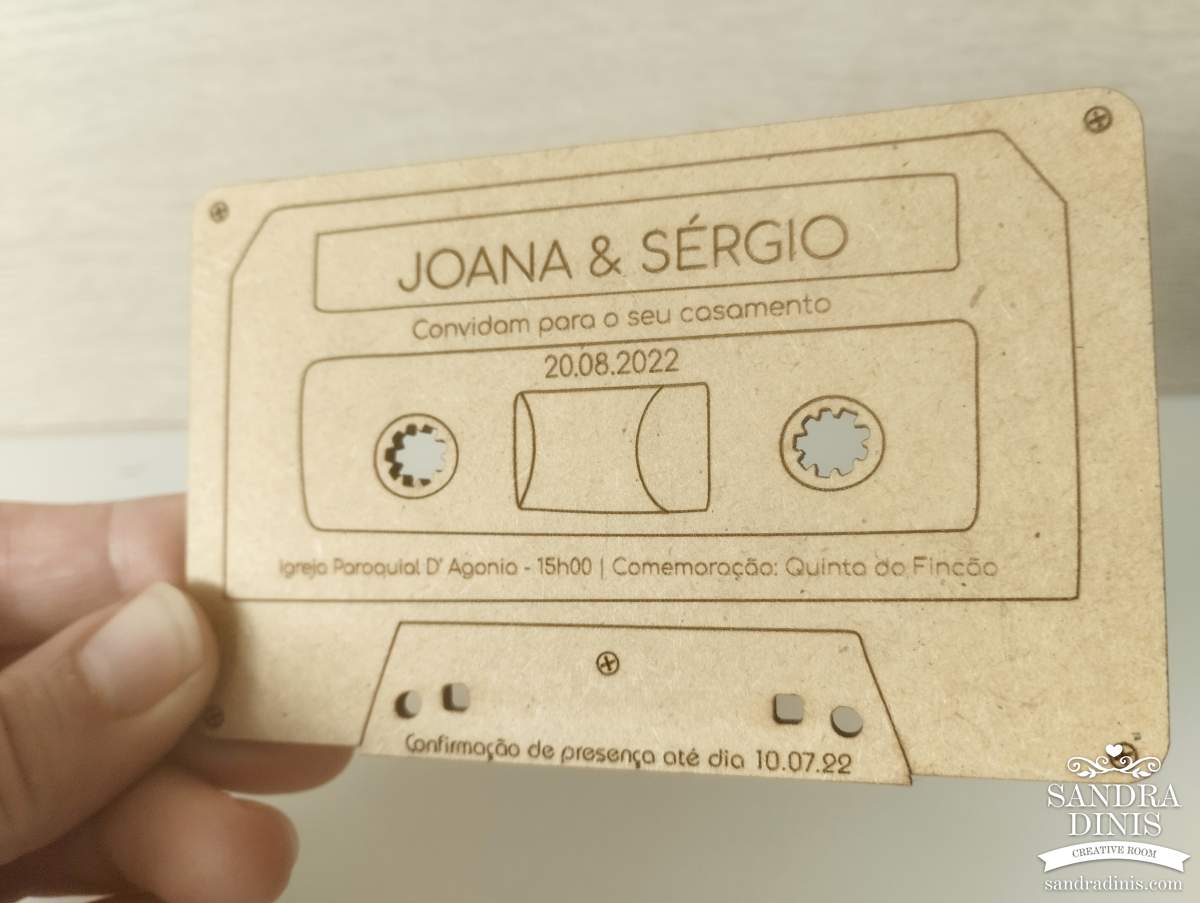 JOANA & SÉRGIO
Convidam para o seu casamento
20.08.2022
Igreja Paroquial D' Agonia - 15h00 | Comemoração: Quinta do Fincão
Confirmação de presença até dia 10.07.22
SANDRA
DINIS
CREATIVE ROOM
sandradinis.com